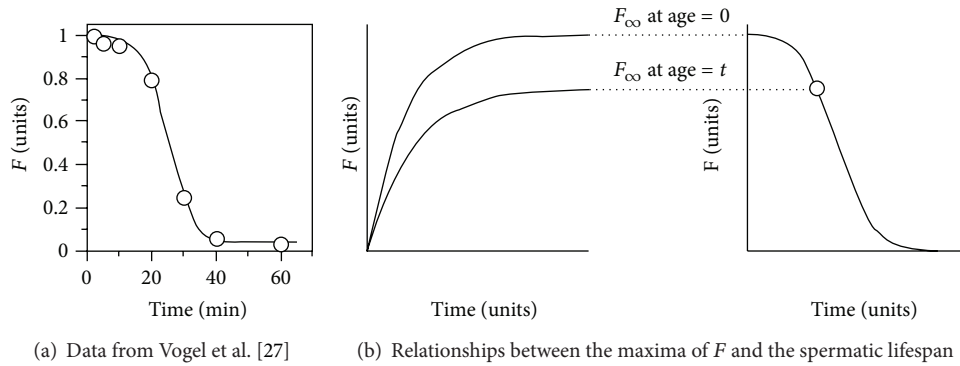 1
0.8
0.6
0.4
0.2
0
F (units)
0
20
40
60
Time (min)
(a) Data from Vogel et al. [27]
F∞ at age = 0
F∞ at age = t
F (units)
Time (units)
F (units)
Time (units)
(b) Relationships between the maxima of F and the spermatic lifespan